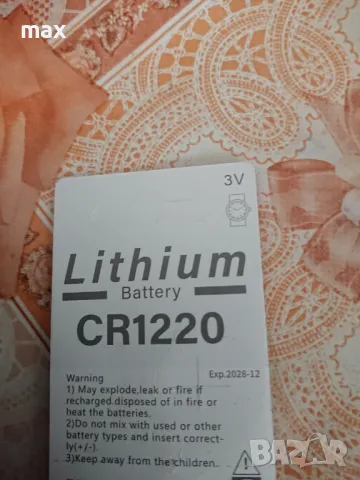 max
3V
Lithium
Battery
CR1220
Warning
Exp.2028-12
1) May explode,leak or fire if
recharged.disposed of in fire or
heat the batteries.
2)Do not mix with used or other
battery types and insert correct-
ly(+/-)
3)Keep away from the children.
BAZAR
bg